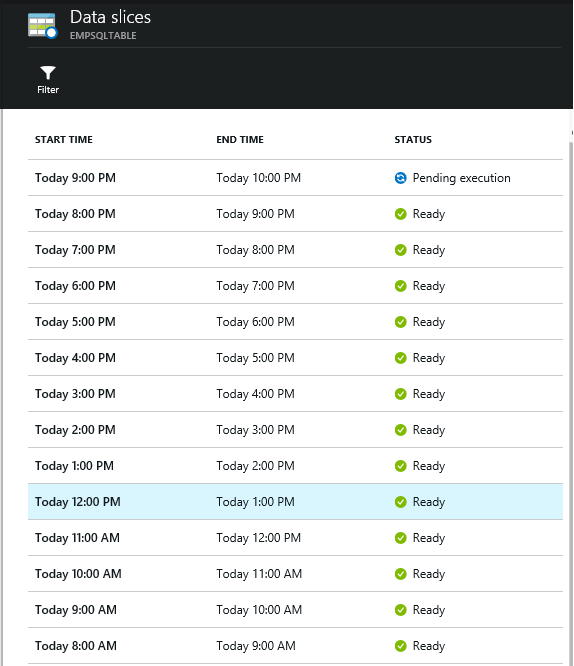 Data slices
EMPSQLTABLE
Filter
START TIME END TIME STATUS
Today 9:00 PM Today 10:00 PM Pending execution
Today 8:00 PM Today 9:00 PM Ready
Today 7:00 PM Today 8:00 PM Ready
Today 6:00 PM Today 7:00 PM Ready
Today 5:00 PM Today 6:00 PM Ready
Today 4:00 PM Today 5:00 PM Ready
Today 3:00 PM Today 4:00 PM Ready
Today 2:00 PM Today 3:00 PM Ready
Today 1:00 PM Today 2:00 PM Ready
Today 12:00 PM Today 1:00 PM Ready
Today 11:00 AM Today 12:00 PM Ready
Today 10:00 AM Today 11:00 AM Ready
Today 9:00 AM Today 10:00 AM Ready
Today 8:00 AM Today 9:00 AM Ready